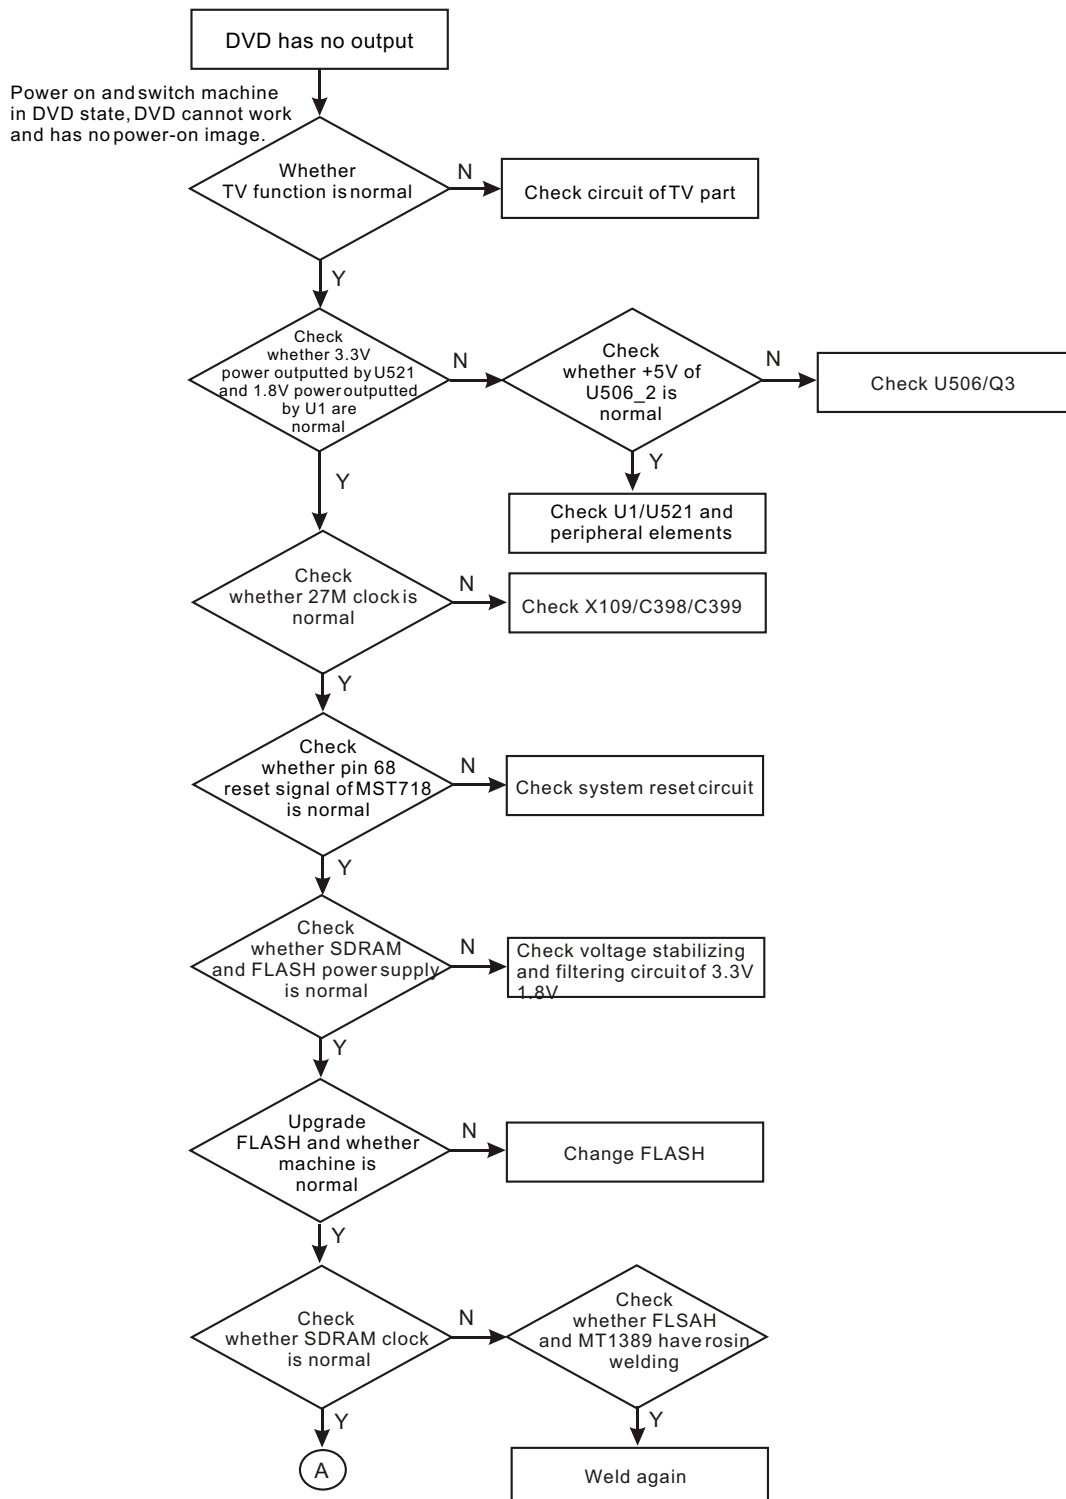 DVD has no output
Power on and switch machine
in DVD state, DVD cannot work
and has no power-on image.
Whether
TV function is normal
N
Check circuit of TV part
Y
Check
whether 3.3V
power outputted by U521
and 1.8V power outputted
by U1 are
normal
N
Check
whether +5V of
U506_2 is
normal
N
Check U506/Q3
Y
Y
Check U1/U521 and
peripheral elements
Check
whether 27M clock is
normal
N
Check X109/C398/C399
Y
Check
whether pin 68
reset signal of MST718
is normal
N
Check system reset circuit
Y
Check
whether SDRAM
and FLASH power supply
is normal
N
Check voltage stabilizing
and filtering circuit of 3.3V
1.8V
Y
Upgrade
FLASH and whether
machine is
normal
N
Change FLASH
Y
Check
whether SDRAM clock
is normal
N
Check
whether FLSAH
and MT1389 have rosin
welding
Y
Y
A
Weld again